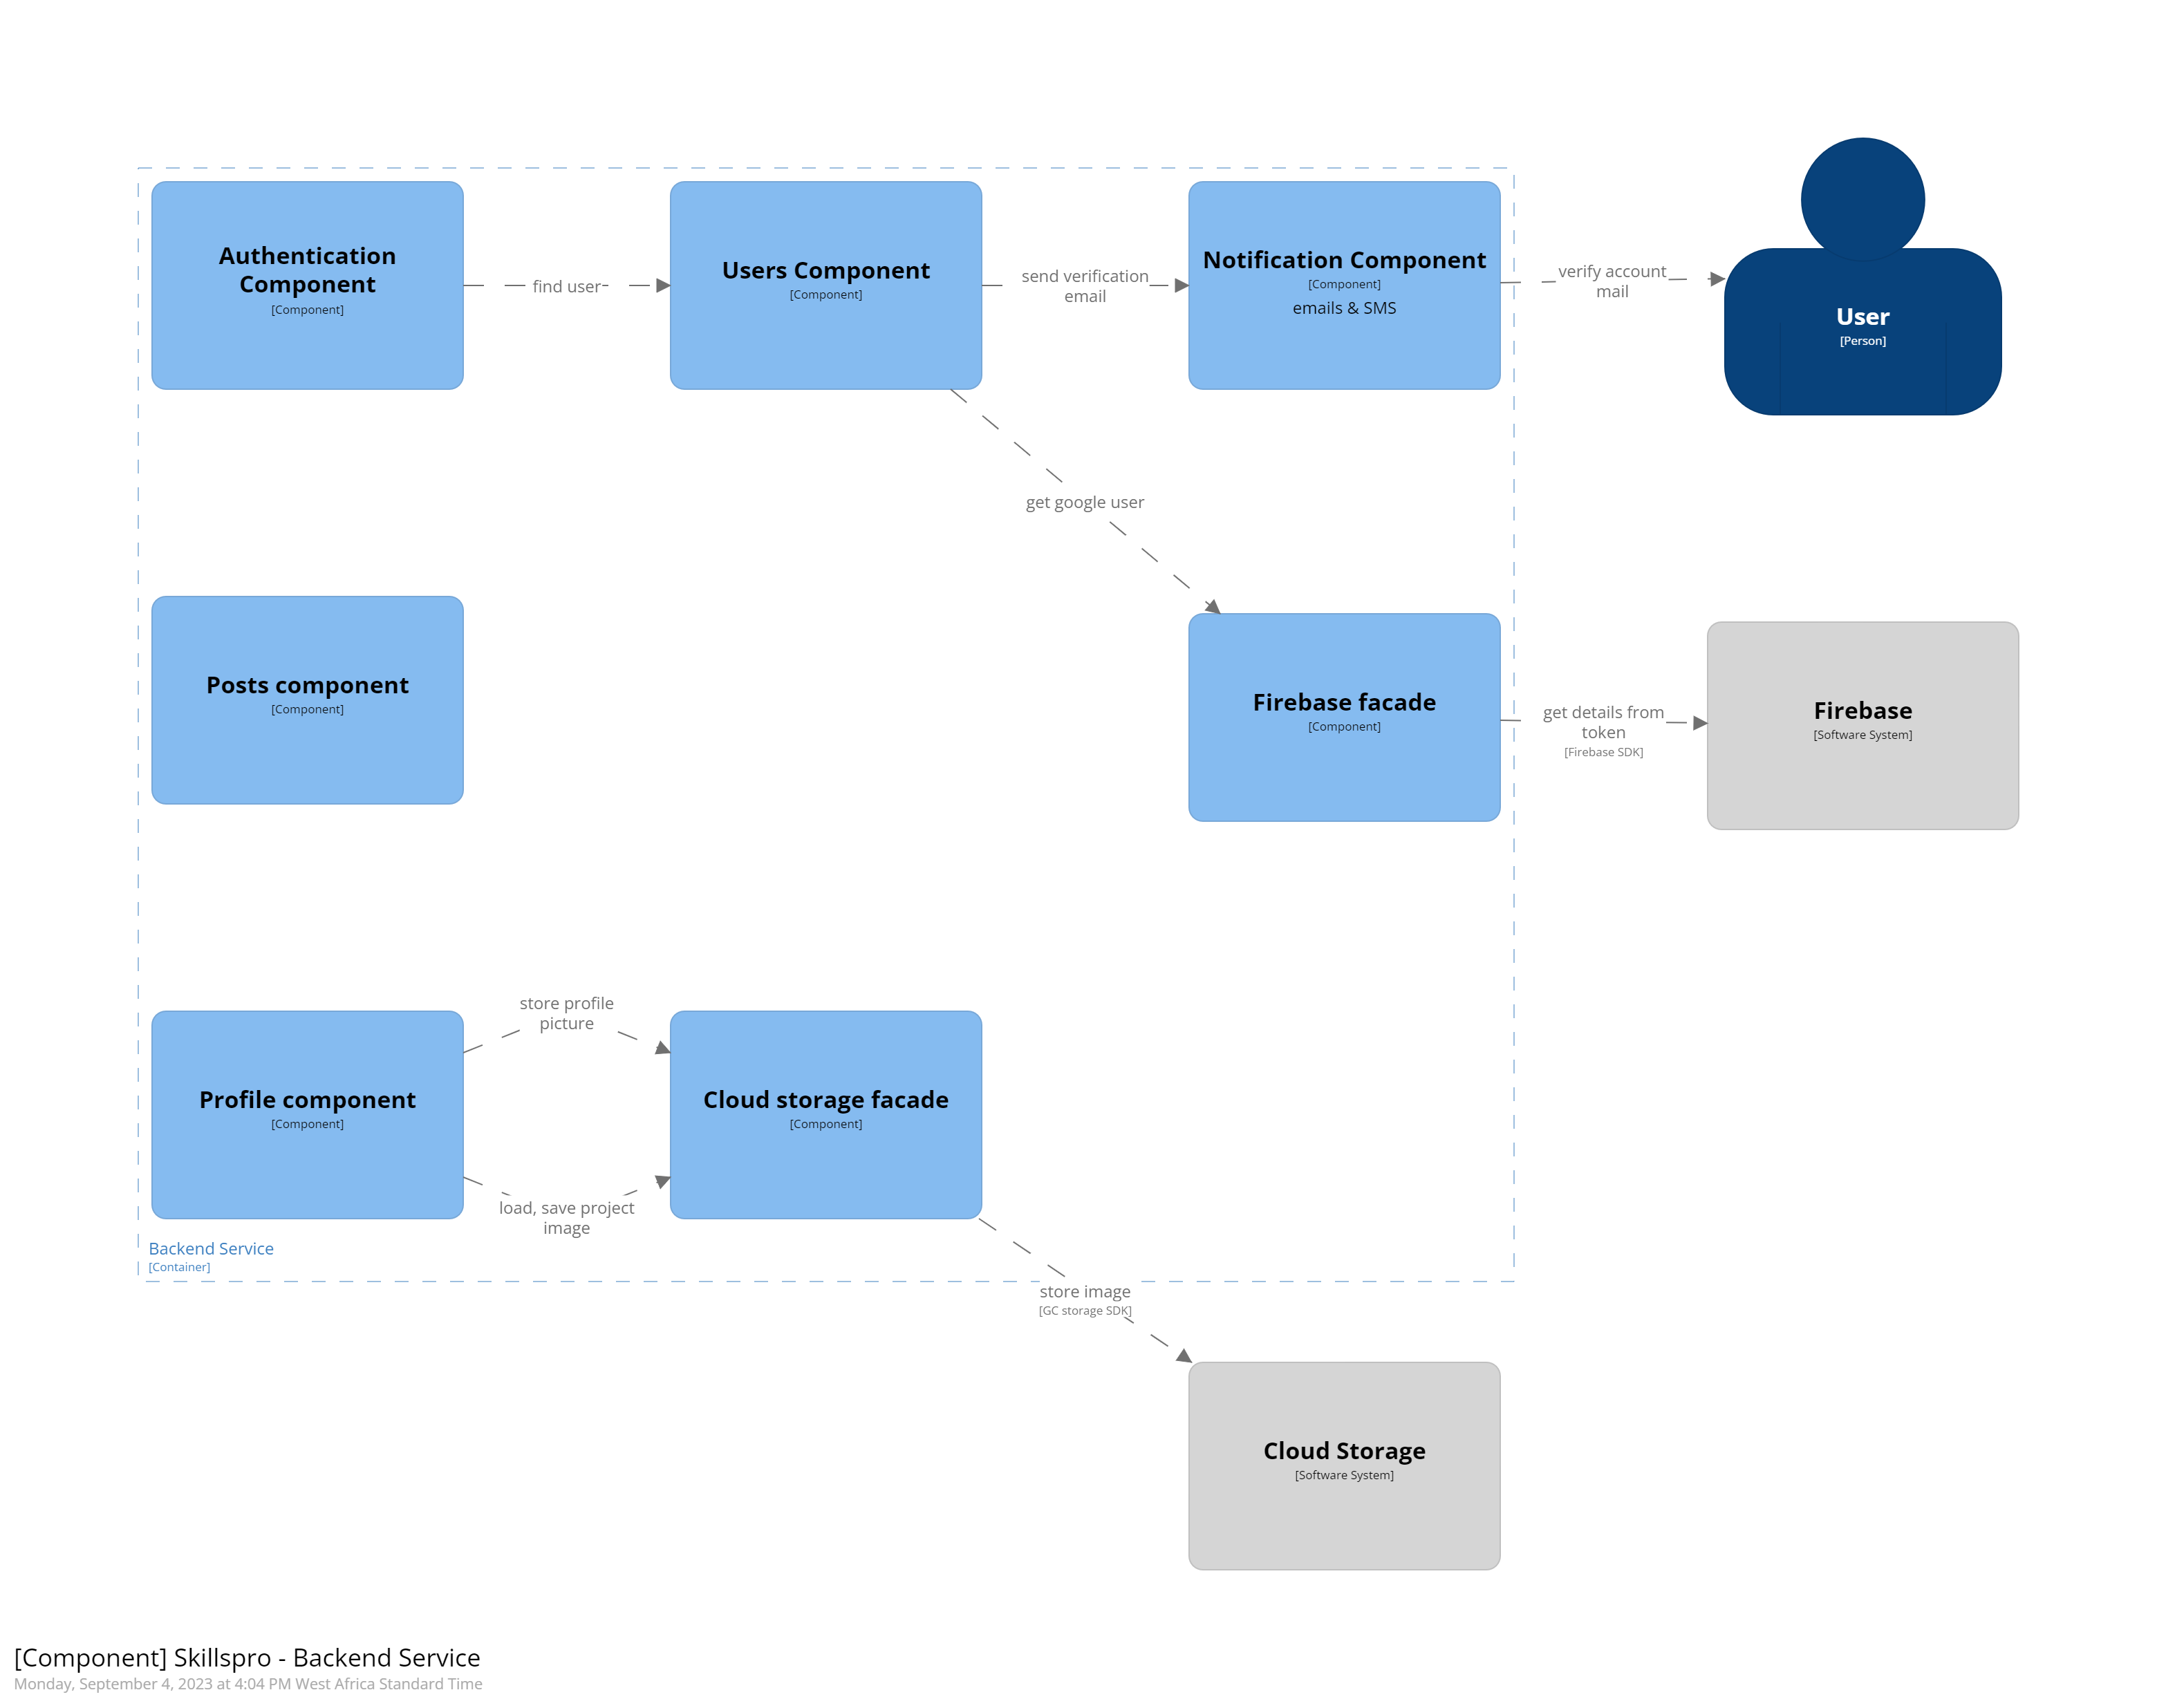 Authentication
Component
[Component]
find user
Users Component
[Component]
send verification
email
Notification Component
[Component]
emails & SMS
verify account
mail
User
[Person]
get google user
Posts component
[Component]
Firebase facade
[Component]
get details from
token
[Firebase SDK]
Firebase
[Software System]
store profile
picture
Profile component
[Component]
Cloud storage facade
[Component]
load, save project
image
Backend Service
[Container]
store image
[GC storage SDK]
Cloud Storage
[Software System]
[Component] Skillspro - Backend Service
Monday, September 4, 2023 at 4:04 PM West Africa Standard Time